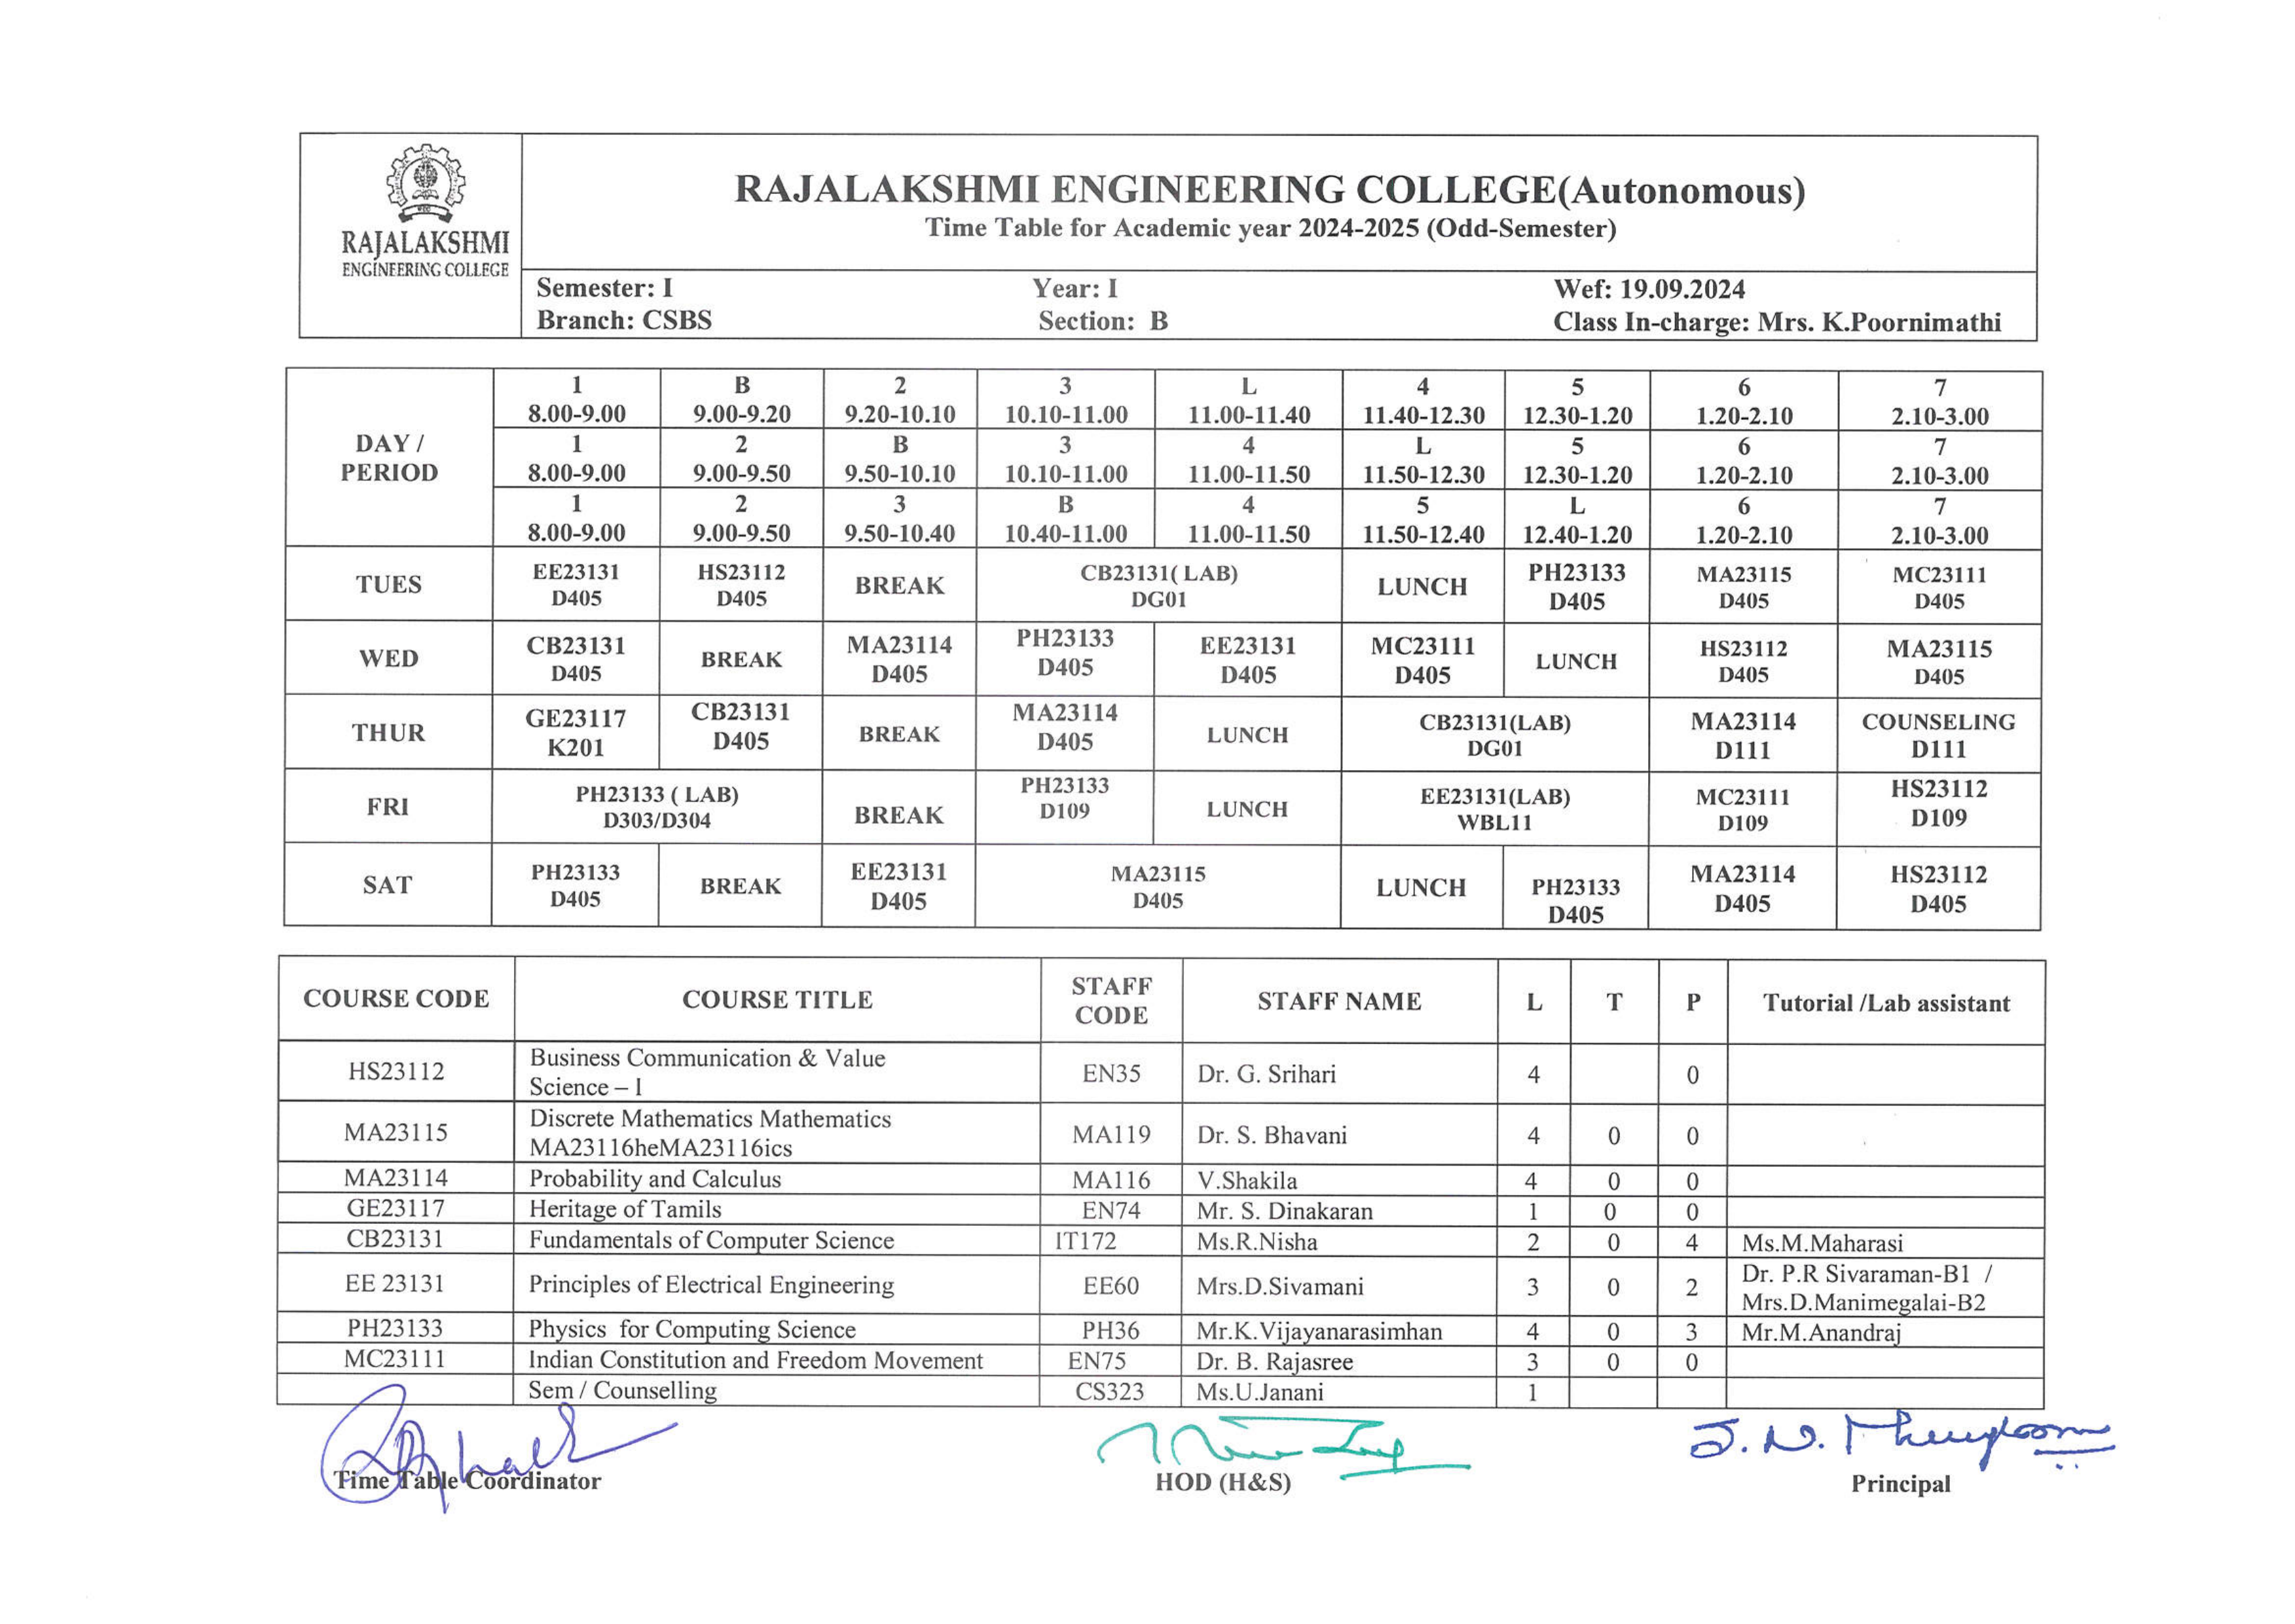 RAJALAKSHMI
ENGINEERING COLLEGE
RAJALAKSHMI ENGINEERING COLLEGE(Autonomous)
Time Table for Academic year 2024-2025 (Odd-Semester)
Semester: I Year: I Wef: 19.09.2024
Branch: CSBS Section: B Class In-charge: Mrs. K.Poornimathi
DAY / PERIOD
1 B 2 3 L 4 5 6 7
8.00-9.00 9.00-9.20 9.20-10.10 10.10-11.00 11.00-11.40 11.40-12.30 12.30-1.20 1.20-2.10 2.10-3.00
1 2 B 3 4 L 5 6 7
8.00-9.00 9.00-9.50 9.50-10.10 10.10-11.00 11.00-11.50 11.50-12.30 12.30-1.20 1.20-2.10 2.10-3.00
1 2 3 B 4 5 L 6 7
8.00-9.00 9.00-9.50 9.50-10.40 10.40-11.00 11.00-11.50 11.50-12.40 12.40-1.20 1.20-2.10 2.10-3.00
TUES EE23131 HS23112 BREAK CB23131( LAB) LUNCH PH23133 MA23115 MC23111
D405 D405 DG01 D405 D405 D405
WED CB23131 BREAK MA23114 PH23133 EE23131 MC23111 LUNCH HS23112 MA23115
D405 D405 D405 D405 D405 D405 D405
THUR GE23117 CB23131 BREAK MA23114 LUNCH CB23131(LAB) MA23114 COUNSELING
K201 D405 D405 DG01 D111 D111
FRI PH23133 ( LAB) BREAK PH23133 LUNCH EE23131(LAB) MC23111 HS23112
D303/D304 D109 WBL11 D109 D109
SAT PH23133 BREAK EE23131 MA23115 LUNCH PH23133 MA23114 HS23112
D405 D405 D405 D405 D405 D405
COURSE CODE COURSE TITLE STAFF CODE STAFF NAME L T P Tutorial /Lab assistant
HS23112 Business Communication & Value EN35 Dr. G. Srihari 4 0
Science – I
MA23115 Discrete Mathematics Mathematics MA119 Dr. S. Bhavani 4 0 0
MA23116heMA23116ics
MA23114 Probability and Calculus MA116 V.Shakila 4 0 0
GE23117 Heritage of Tamils EN74 Mr. S. Dinakaran 1 0 0
CB23131 Fundamentals of Computer Science IT172 Ms.R.Nisha 2 0 4 Ms.M.Maharasi
EE 23131 Principles of Electrical Engineering EE60 Mrs.D.Sivamani 3 0 2 Dr. P.R Sivaraman-B1 /
Mrs.D.Manimegalai-B2
PH23133 Physics for Computing Science PH36 Mr.K.Vijayanarasimhan 4 0 3 Mr.M.Anandraj
MC23111 Indian Constitution and Freedom Movement EN75 Dr. B. Rajasree 3 0 0
Sem / Counselling CS323 Ms.U.Janani 1
Time Table Coordinator HOD (H&S) Principal